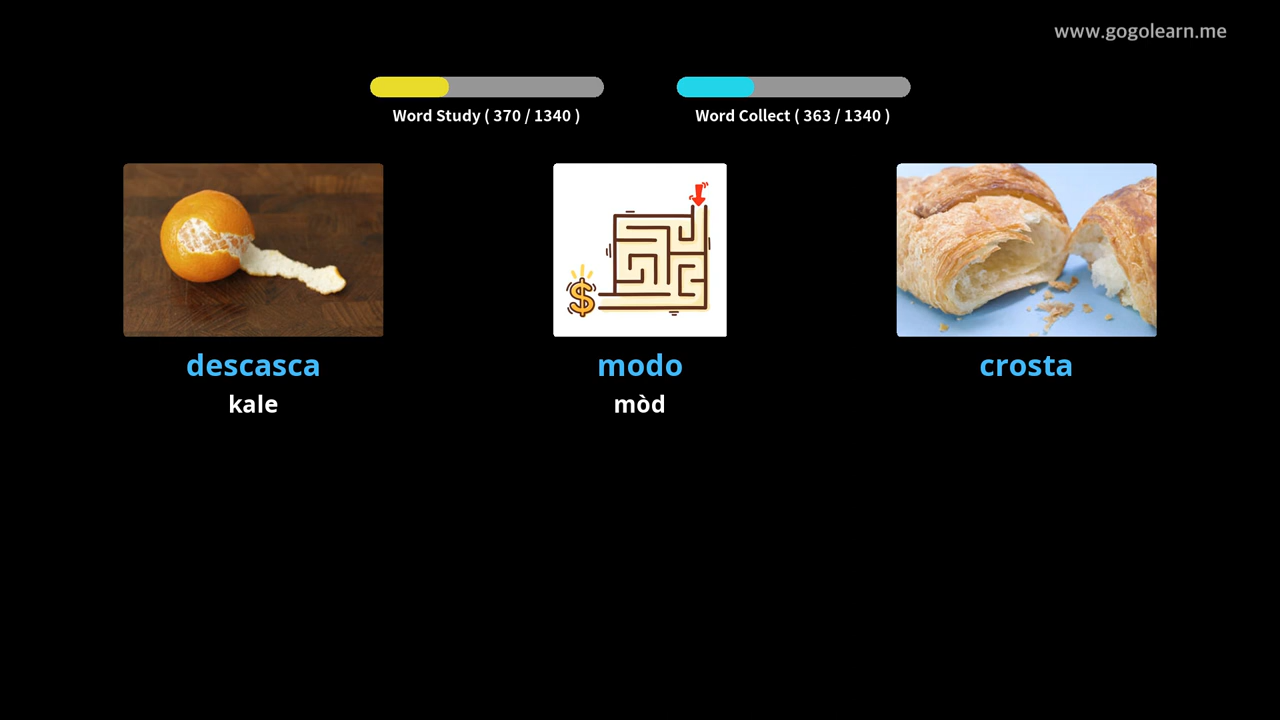 www.gogolearn.me
Word Study ( 370 / 1340 )
Word Collect ( 363 / 1340 )
descasca
kale
modo
mòd
crosta